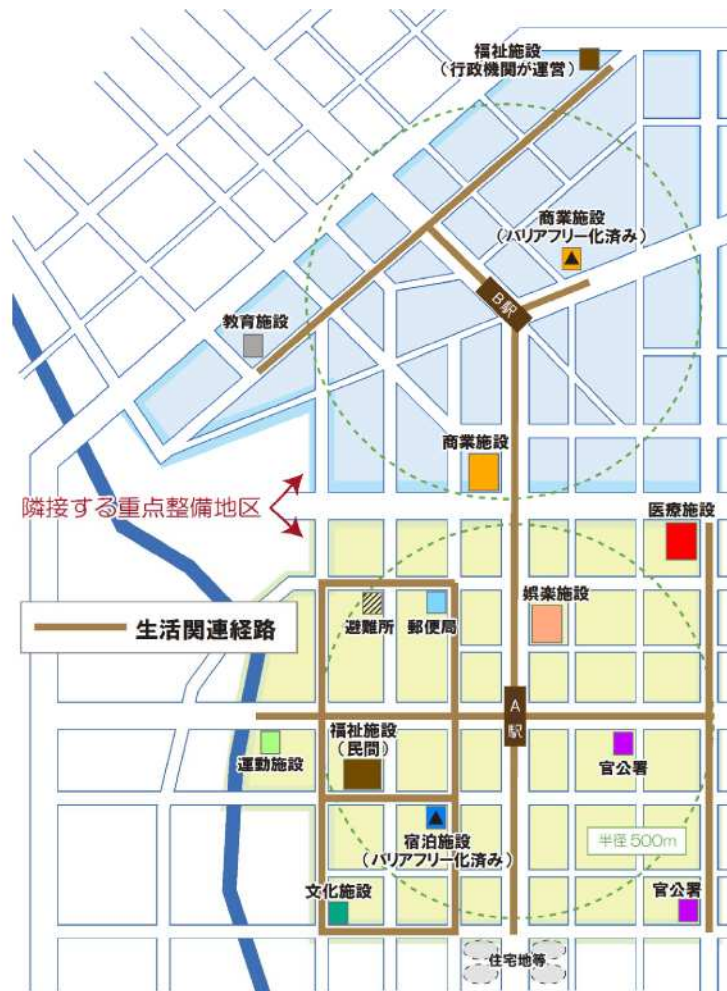 福祉施設
(行政機関が運営)
商業施設
(バリアフリー化済み)
B駅
教育施設
商業施設
隣接する重点整備地区
医療施設
娯楽施設
避難所
郵便局
生活関連経路
A駅
福祉施設
(民間)
運動施設
官公署
宿泊施設
(バリアフリー化済み)
半径500m
文化施設
官公署
住宅地等